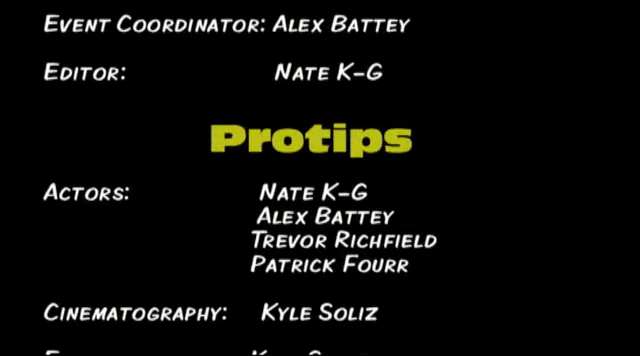 Event Coordinator: Alex Battey
Editor: Nate K-G
Protips
Actors: Nate K-G
Alex Battey
Trevor Richfield
Patrick Fourr
Cinematography: Kyle Soliz